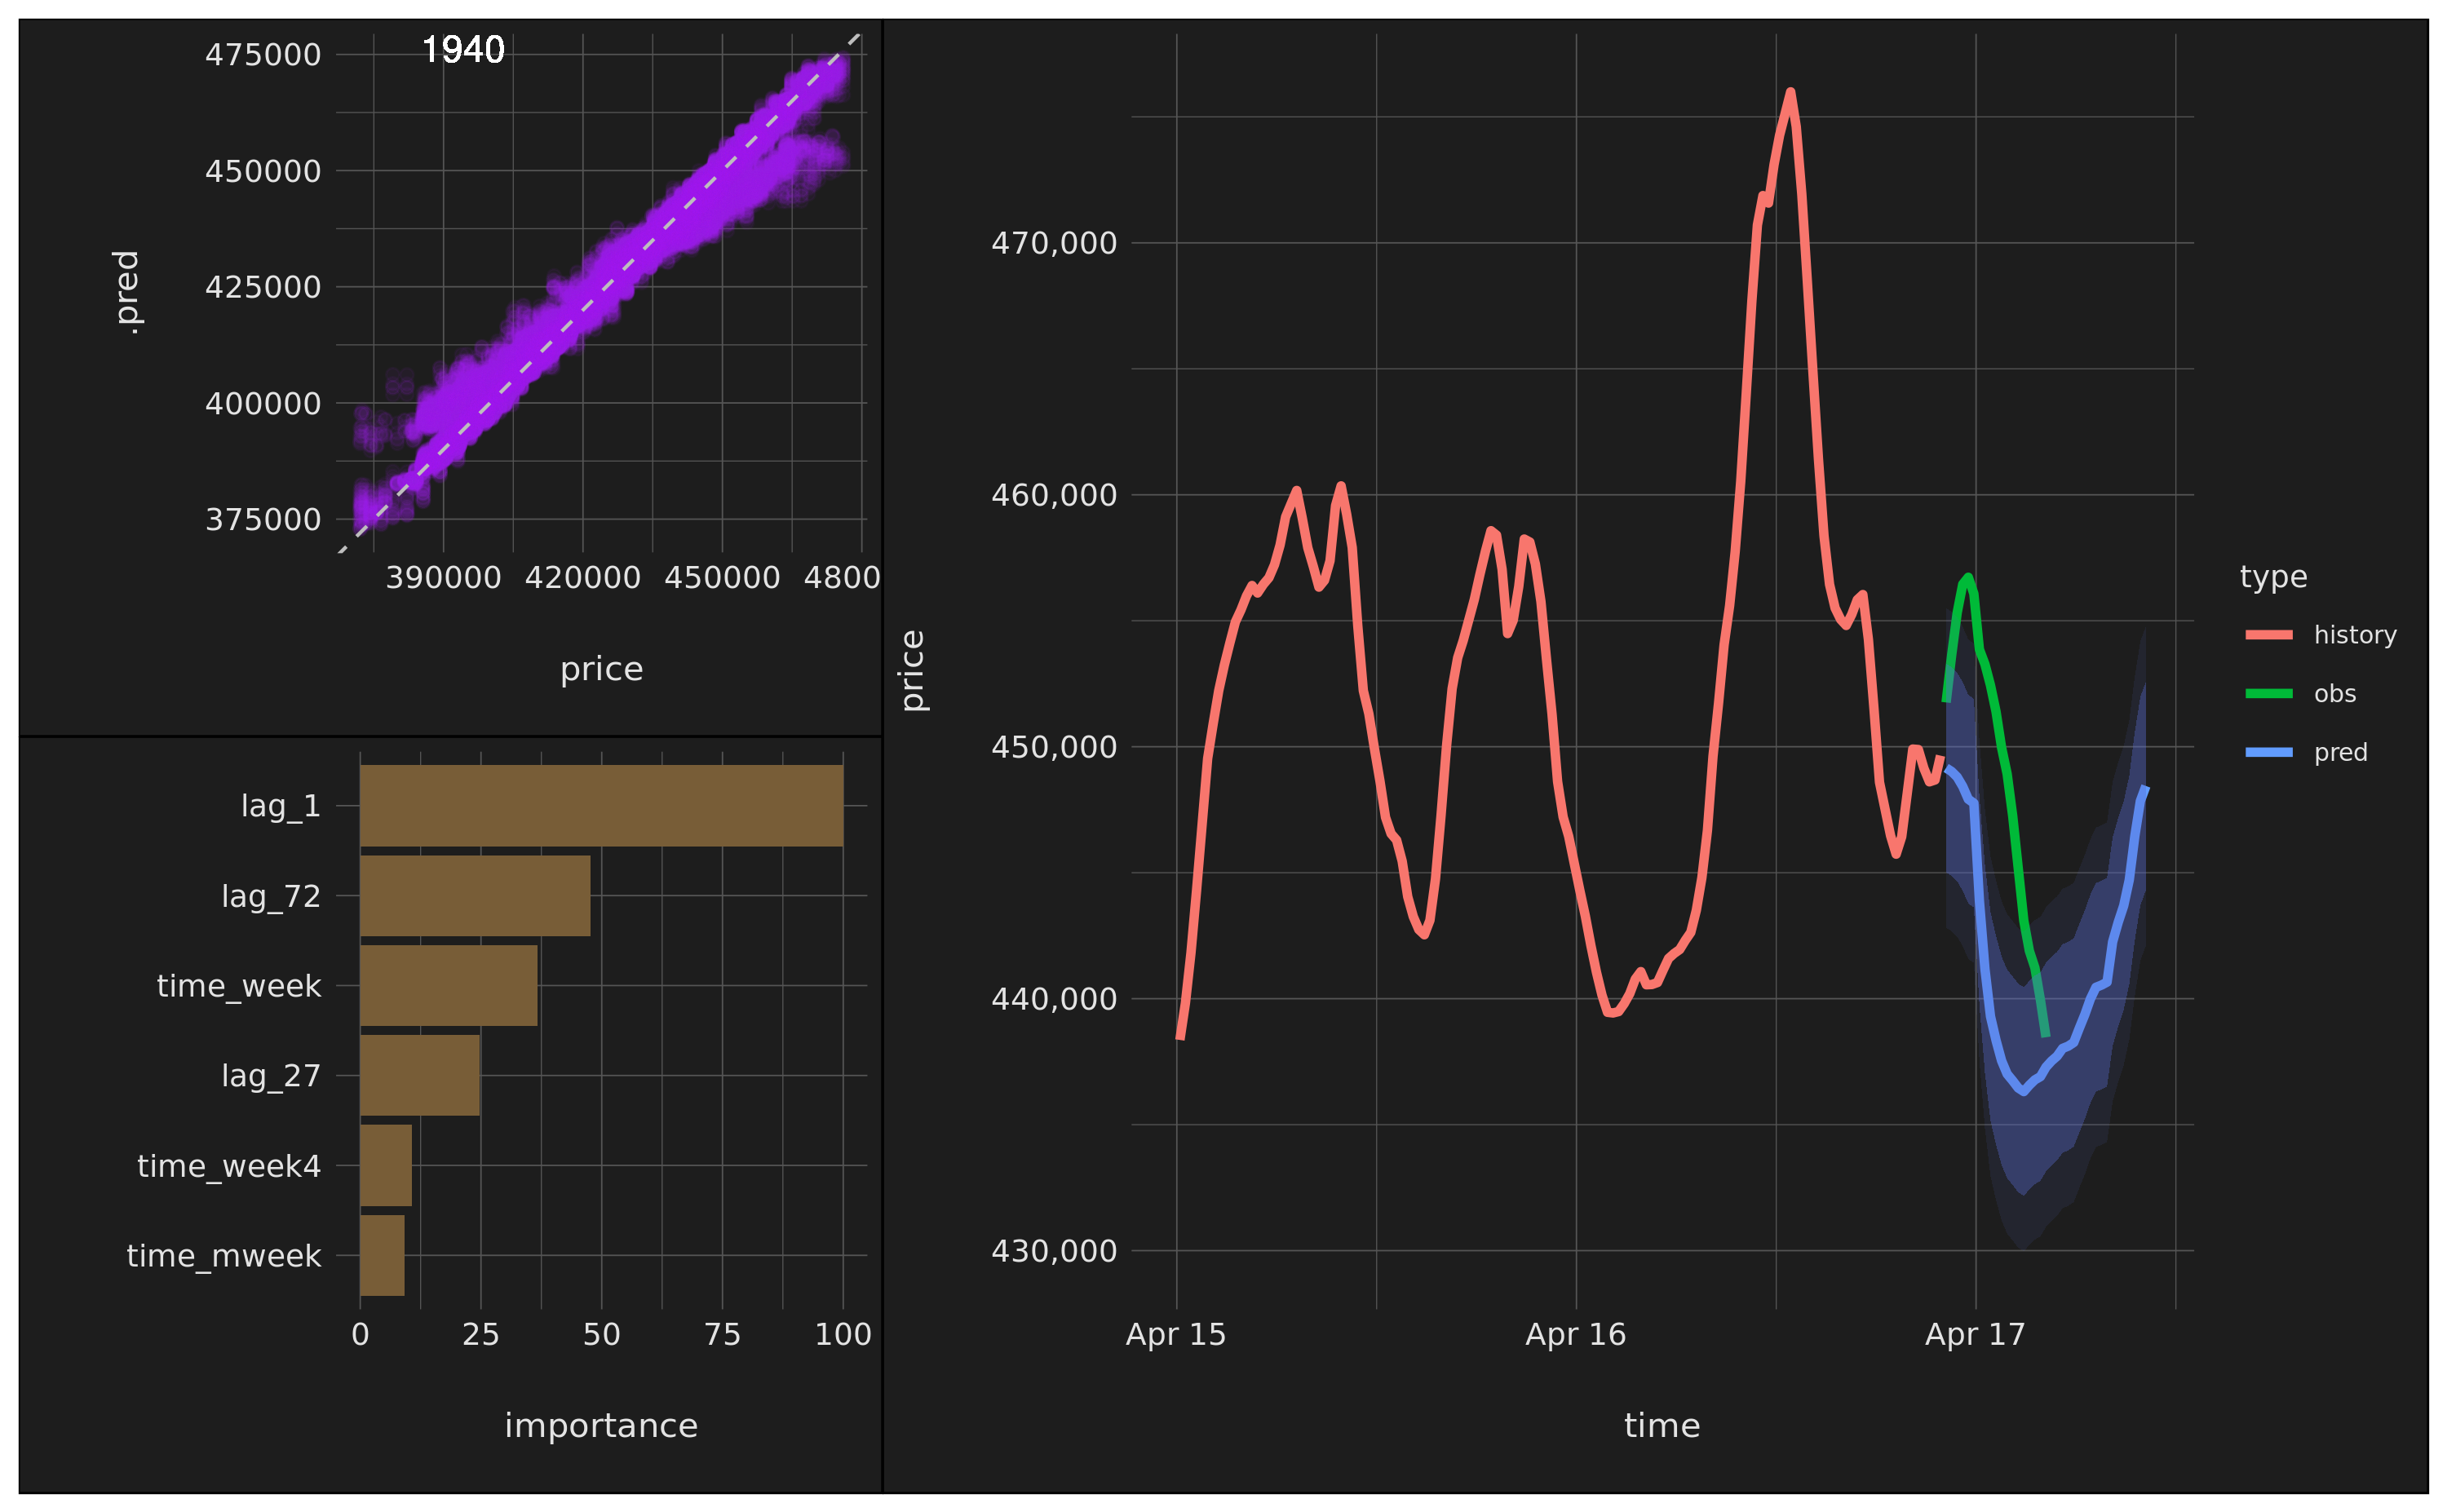 1940
475000
450000
425000
400000
375000
.pred
390000 420000 450000 4800
price
lag_1
lag_72
time_week
lag_27
time_week4
time_mweek
0 25 50 75 100
importance
470,000
460,000
450,000
440,000
430,000
price
Apr 15 Apr 16 Apr 17
time
type
history
obs
pred